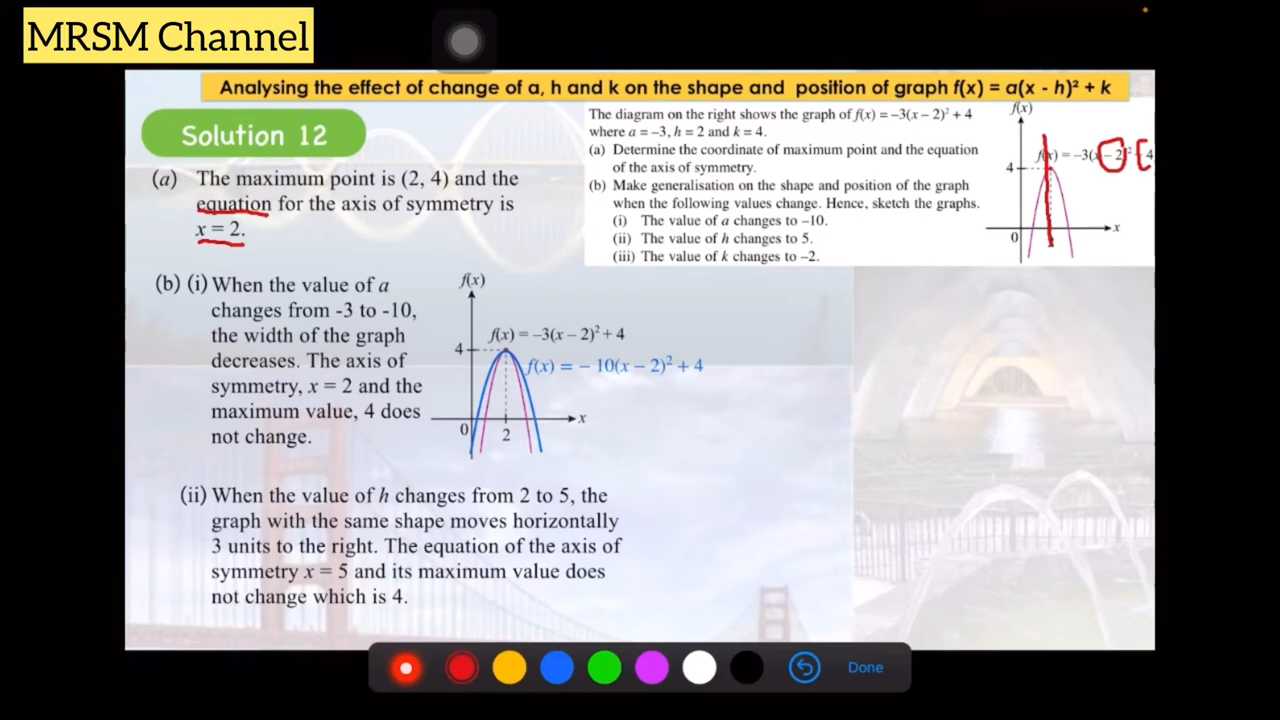 MRSM Channel
Analysing the effect of change of a, h and k on the shape and position of graph f(x) = a(x - h)² + k
Solution 12
(a) The maximum point is (2, 4) and the
equation for the axis of symmetry is
x = 2.
The diagram on the right shows the graph of f(x) = –3(x – 2)² + 4
where a = –3, h = 2 and k = 4.
(a) Determine the coordinate of maximum point and the equation
of the axis of symmetry.
(b) Make generalisation on the shape and position of the graph
when the following values change. Hence, sketch the graphs.
(i) The value of a changes to –10.
(ii) The value of h changes to 5.
(iii) The value of k changes to –2.
f(x)
f(x) = –3(x – 2)² + 4
4
0
x
(b) (i) When the value of a
changes from -3 to -10,
the width of the graph
decreases. The axis of
symmetry, x = 2 and the
maximum value, 4 does
not change.
f(x)
f(x) = –3(x – 2)² + 4
4
f(x) = – 10(x – 2)² + 4
0
2
x
(ii) When the value of h changes from 2 to 5, the
graph with the same shape moves horizontally
3 units to the right. The equation of the axis of
symmetry x = 5 and its maximum value does
not change which is 4.
Done